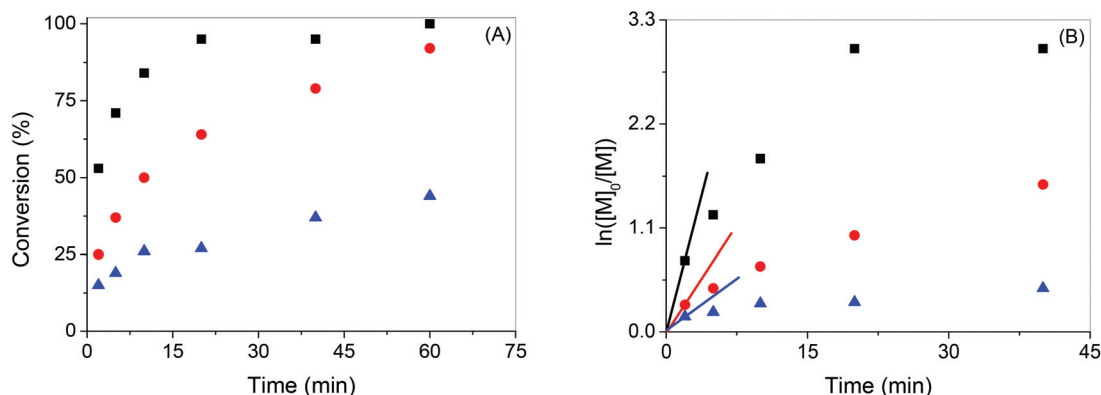 (A)
Conversion (%)
100
75
50
25
0
0 15 30 45 60 75
Time (min)
(B)
ln([M]₀/[M])
3.3
2.2
1.1
0.0
0 15 30 45
Time (min)